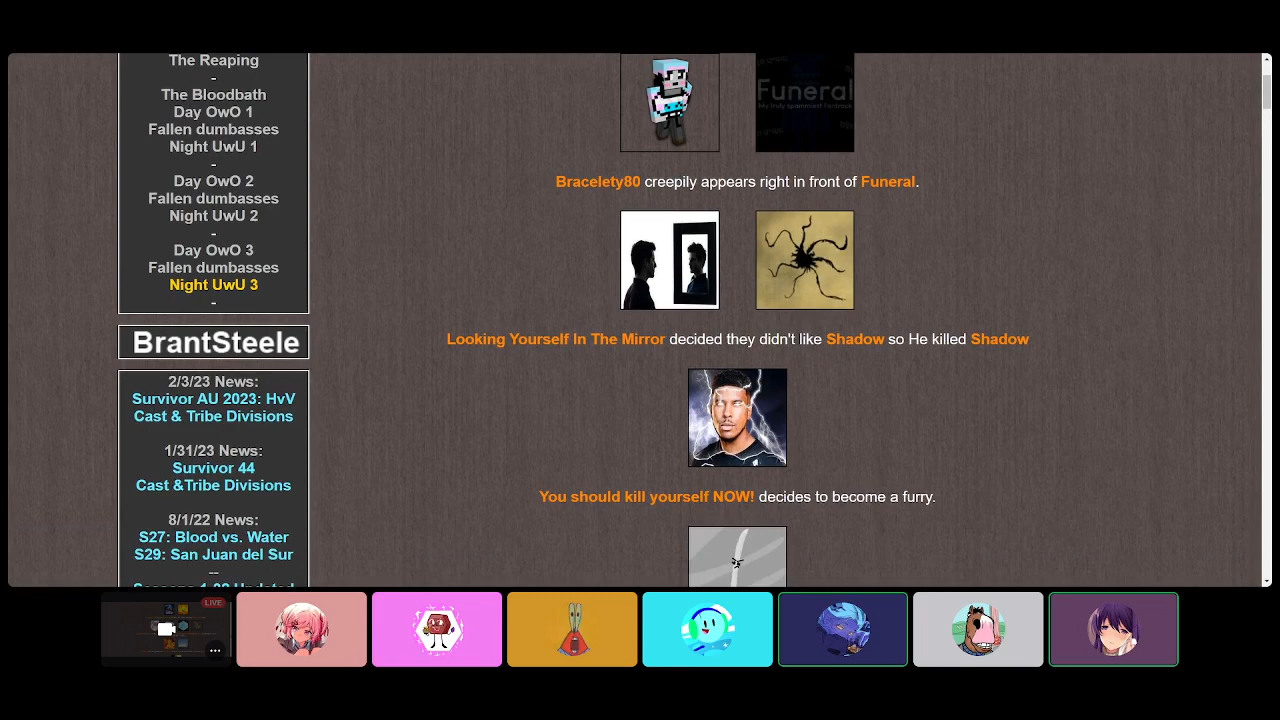 The Reaping
-
The Bloodbath
Day OwO 1
Fallen dumbasses
Night UwU 1
-
Day OwO 2
Fallen dumbasses
Night UwU 2
-
Day OwO 3
Fallen dumbasses
Night UwU 3
-
BrantSteele
2/3/23 News:
Survivor AU 2023: HvV
Cast & Tribe Divisions
1/31/23 News:
Survivor 44
Cast &Tribe Divisions
8/1/22 News:
S27: Blood vs. Water
S29: San Juan del Sur
--
Funeral
My truly spammiest Fantrack
Bracelety80 creepily appears right in front of Funeral.
Looking Yourself In The Mirror decided they didn't like Shadow so He killed Shadow
You should kill yourself NOW! decides to become a furry.
LIVE